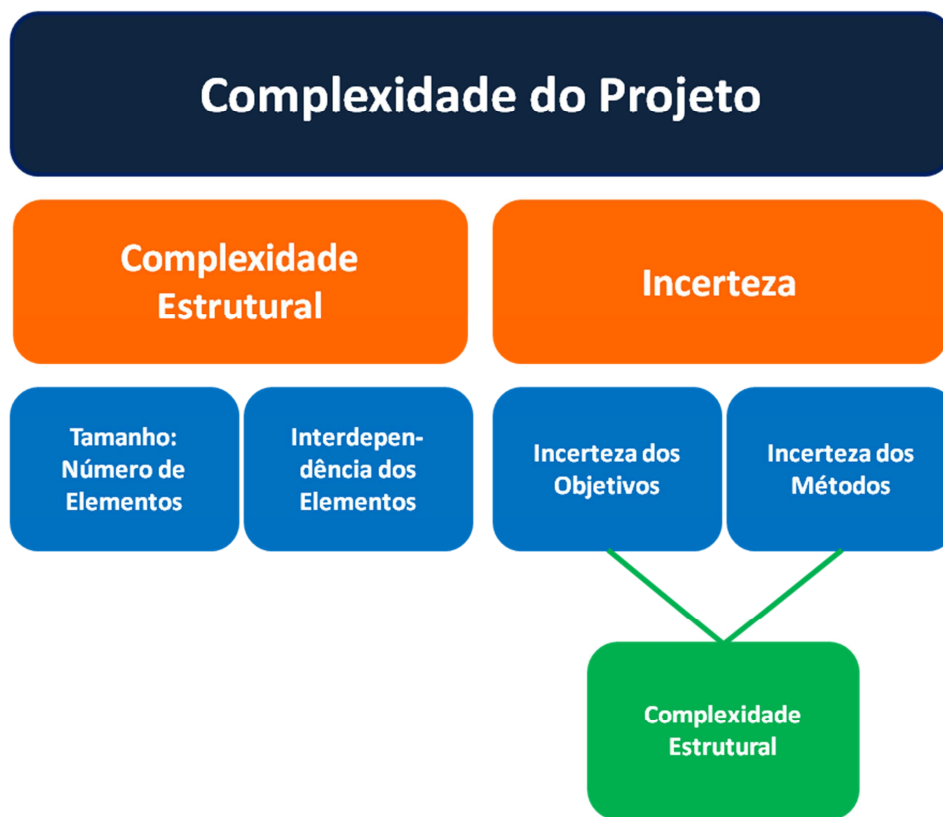 Complexidade do Projeto
Complexidade
Estrutural
Incerteza
Tamanho:
Número de
Elementos
Interdepen-
dência dos
Elementos
Incerteza dos
Objetivos
Incerteza dos
Métodos
Complexidade
Estrutural